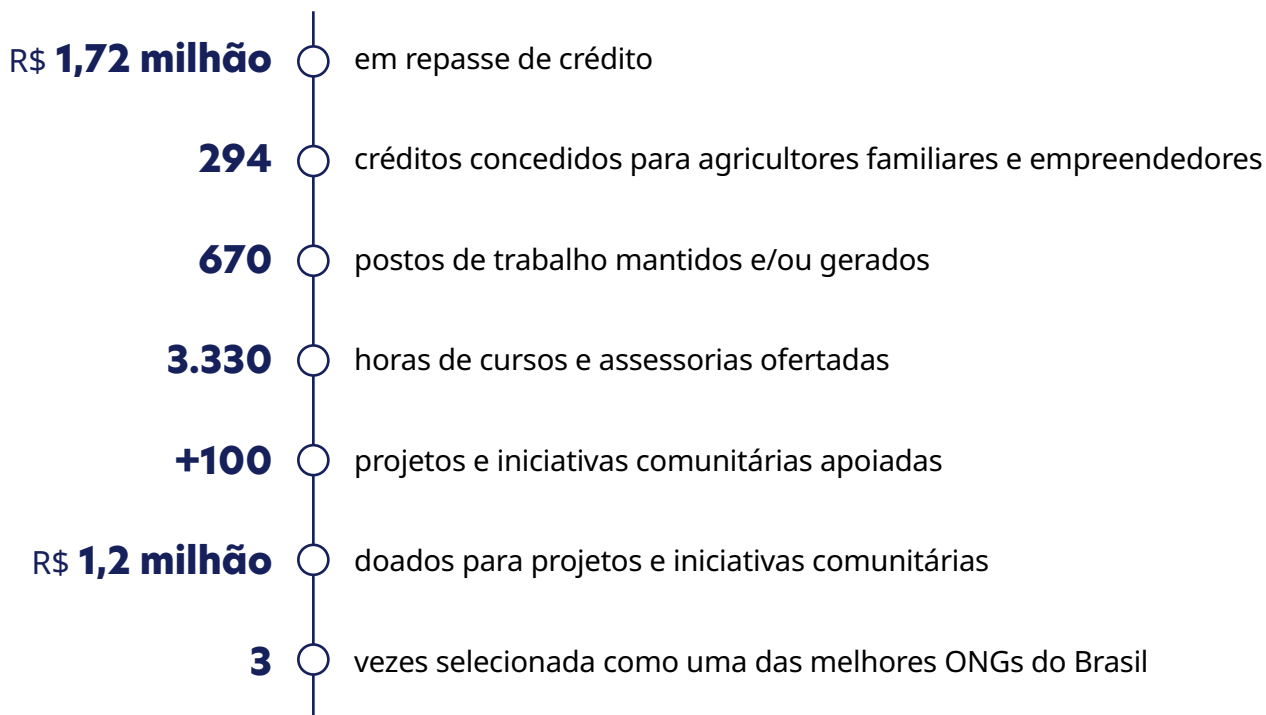 R$ 1,72 milhão em repasse de crédito
294 créditos concedidos para agricultores familiares e empreendedores
670 postos de trabalho mantidos e/ou gerados
3.330 horas de cursos e assessorias ofertadas
+100 projetos e iniciativas comunitárias apoiadas
R$ 1,2 milhão doados para projetos e iniciativas comunitárias
3 vezes selecionada como uma das melhores ONGs do Brasil